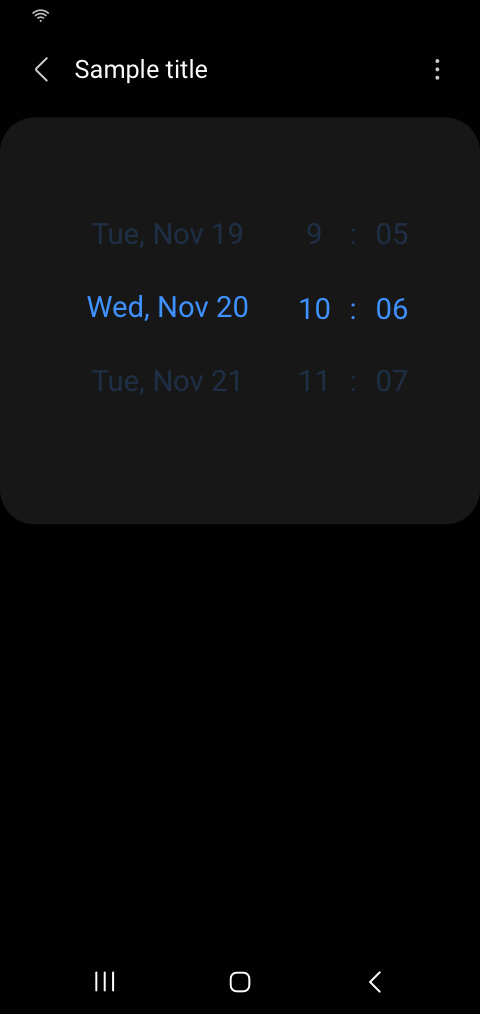 Sample title
Tue, Nov 19 9 : 05
Wed, Nov 20 10 : 06
Tue, Nov 21 11 : 07